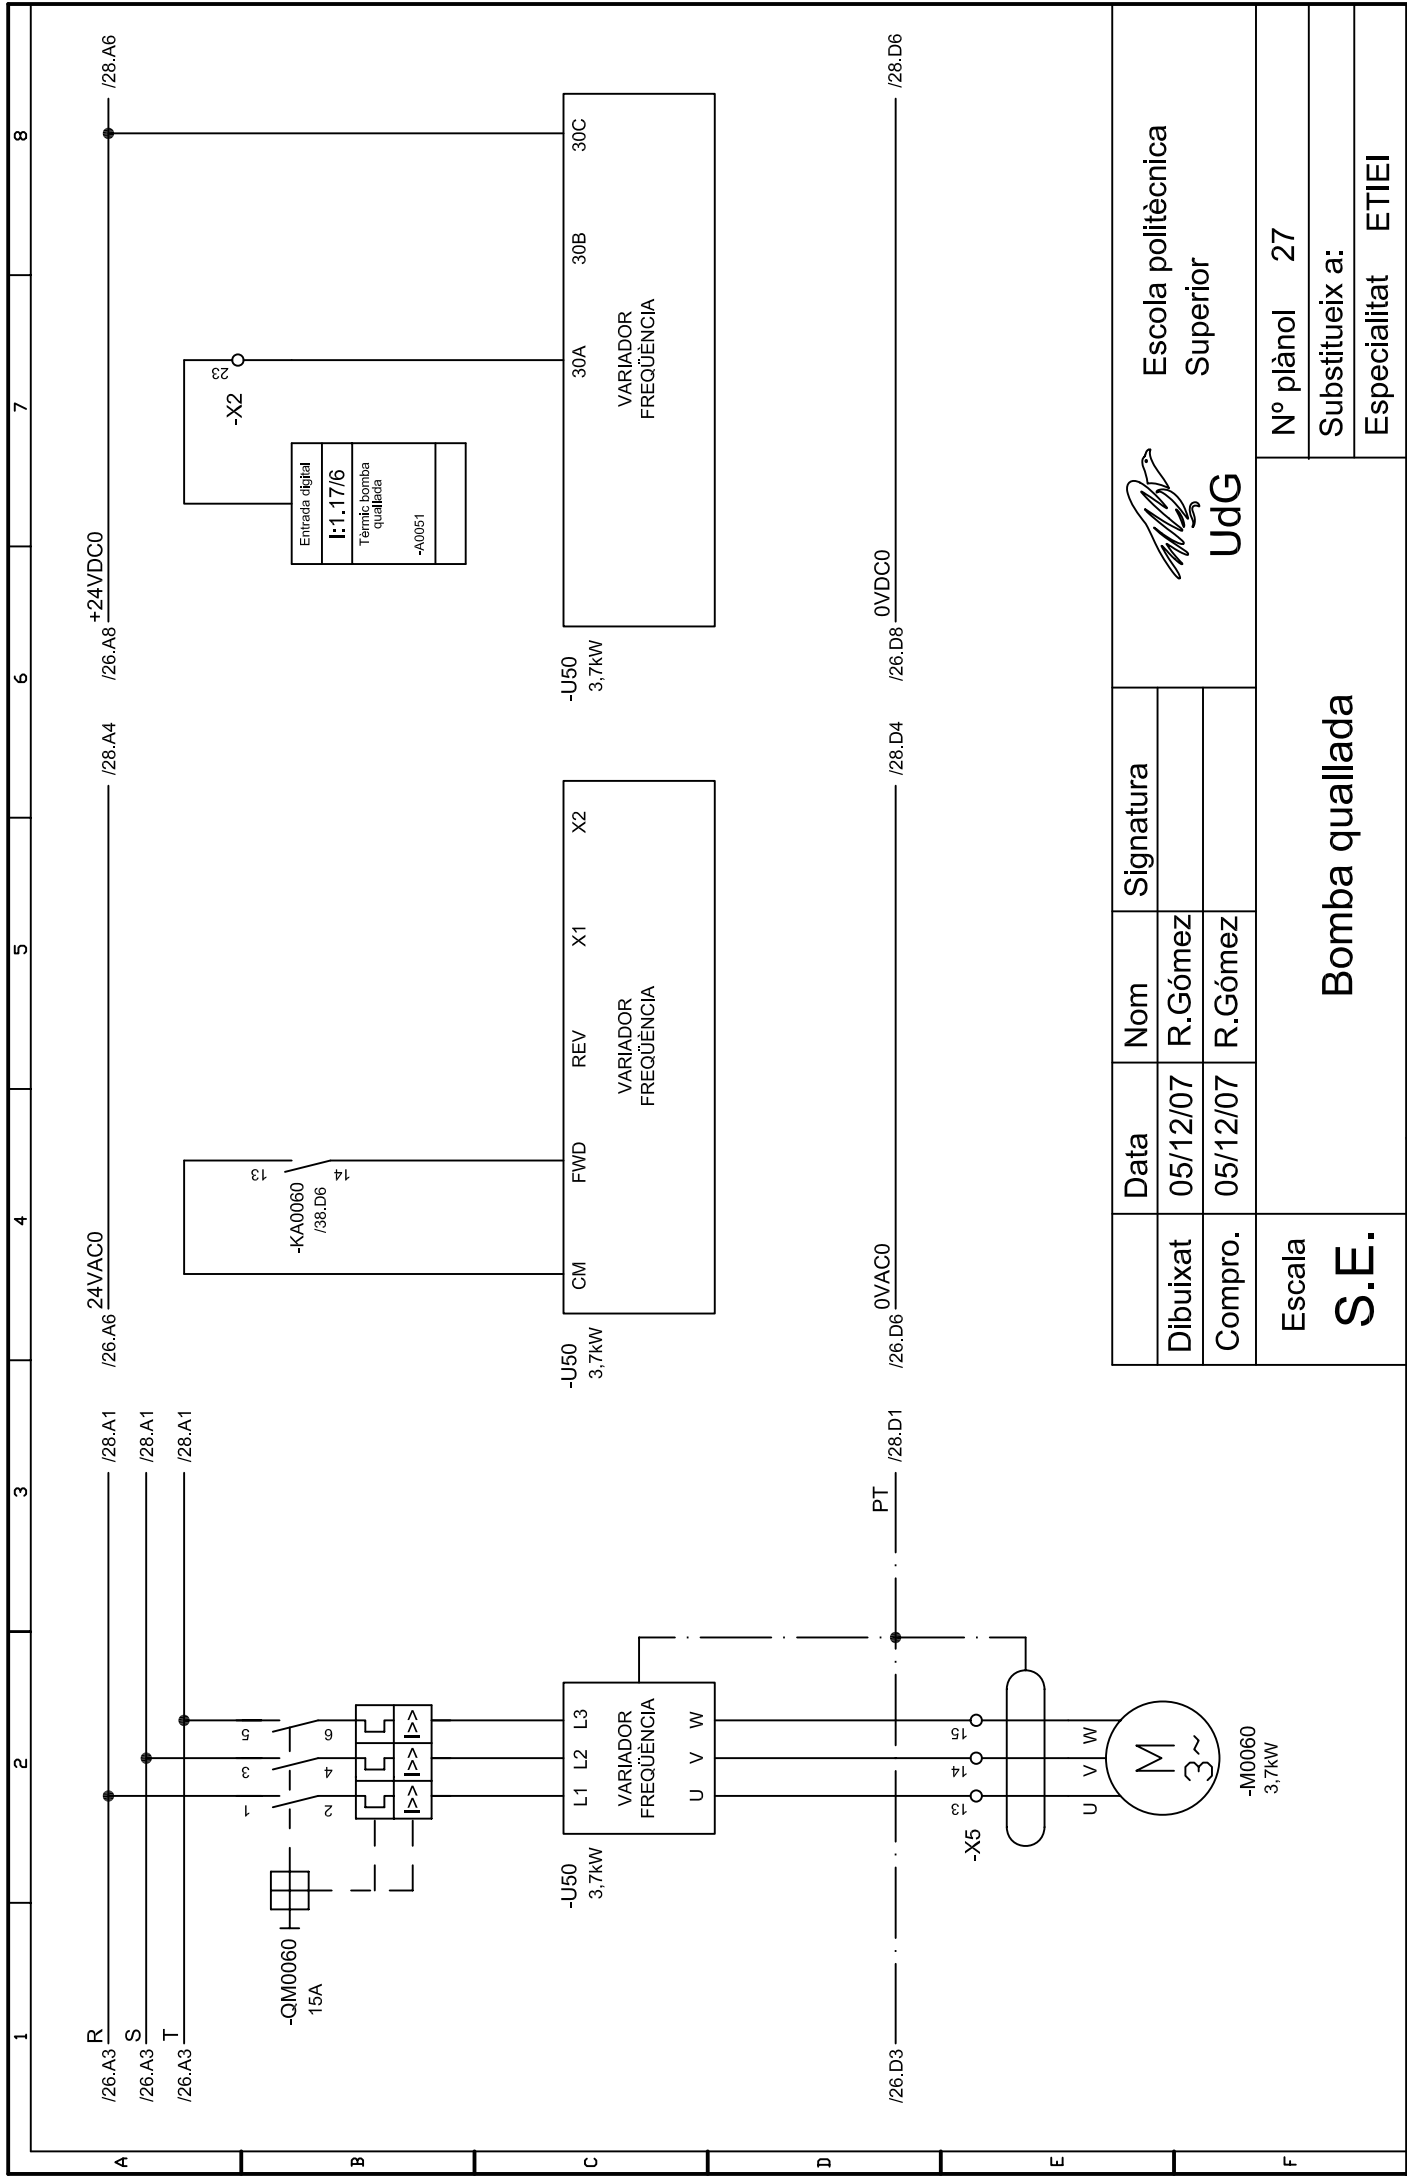 1 2 3 4 5 6 7 8
A
B
C
D
E
F
/26.A3 R /28.A1
/26.A3 S /28.A1
/26.A3 T /28.A1
/26.A6 24VAC0 /28.A4
/26.A8 +24VDC0 /28.A6
-QM0060
15A
1 3 5
2 4 6
I>> I>> I>>
-U50
3,7kW
L1 L2 L3
VARIADOR
FREQÜÈNCIA
U V W
/26.D3 PT /28.D1
-X5
13 14 15
U V W
M
3~
-M0060
3,7kW
-KA0060
/38.D6
13
14
-U50
3,7kW
CM FWD REV X1 X2
VARIADOR
FREQÜÈNCIA
/26.D6 0VAC0 /28.D4
Entrada digital
I:1.17/6
Tèrmic bomba
quallada
-A0051
-X2
23
-U50
3,7kW
30A 30B 30C
VARIADOR
FREQÜÈNCIA
/26.D8 0VDC0 /28.D6
Data Nom Signatura
Dibuixat 05/12/07 R.Gómez
Compro. 05/12/07 R.Gómez
UdG
Escola politècnica
Superior
Escala
S.E.
Bomba quallada
Nº plànol 27
Substitueix a:
Especialitat ETIEI